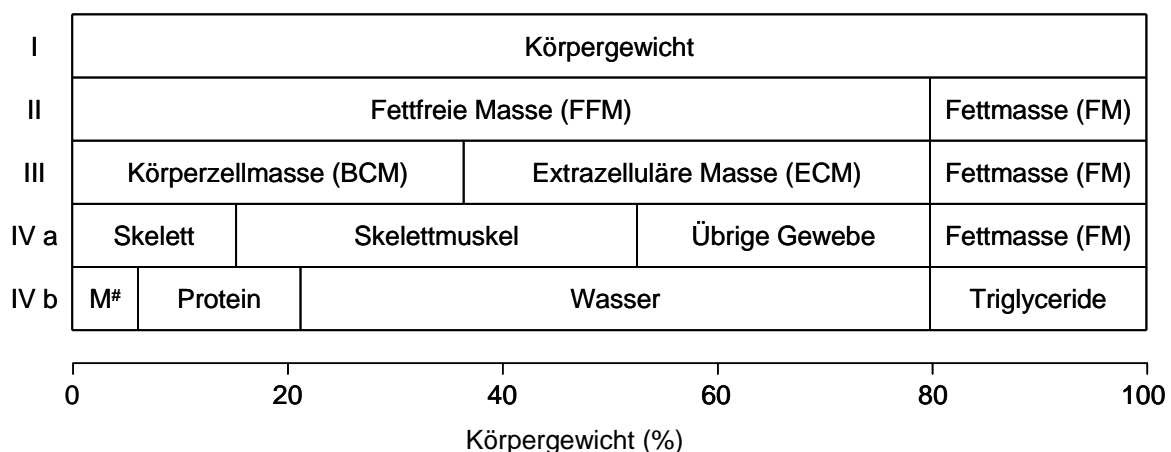 I Körpergewicht
II Fettfreie Masse (FFM) Fettmasse (FM)
III Körperzellmasse (BCM) Extrazelluläre Masse (ECM) Fettmasse (FM)
IV a Skelett Skelettmuskel Übrige Gewebe Fettmasse (FM)
IV b M# Protein Wasser Triglyceride
0 20 40 60 80 100
Körpergewicht (%)